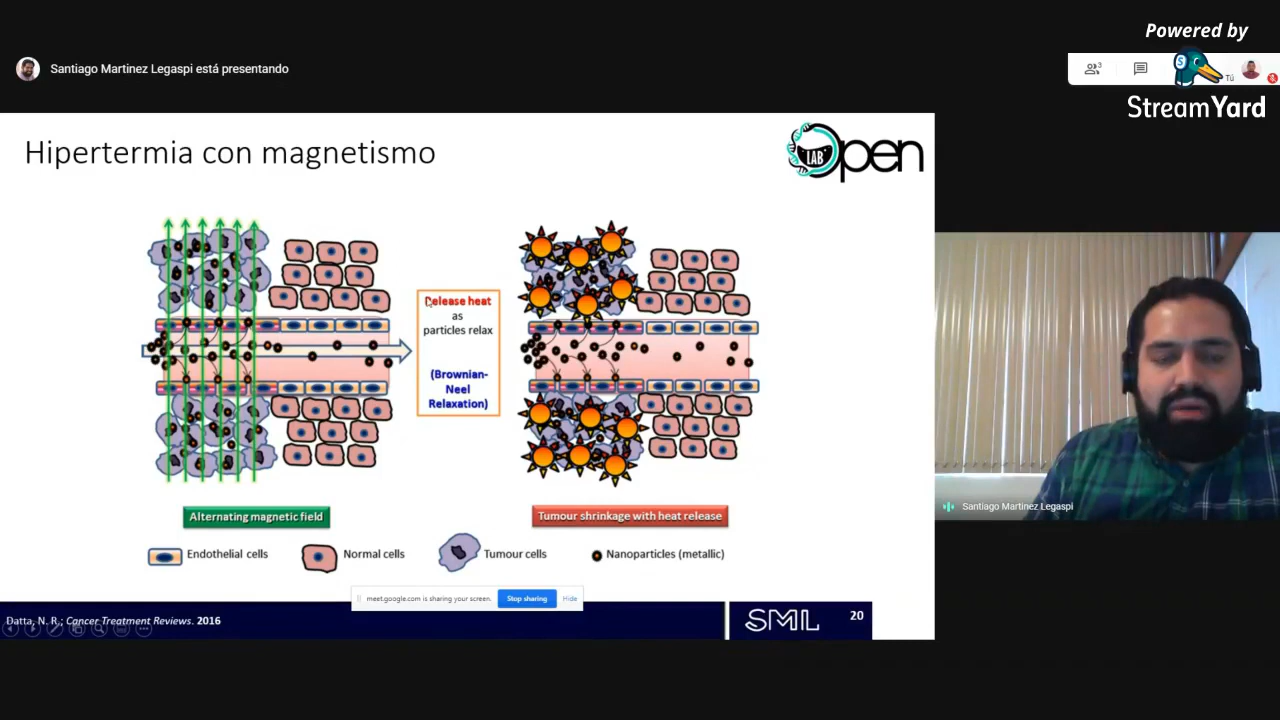 Powered by
StreamYard
Santiago Martinez Legaspi está presentando
3
Tú
Hipertermia con magnetismo
LAB
Open
Release heat
as
particles relax
(Brownian-
Neel
Relaxation)
Alternating magnetic field
Tumour shrinkage with heat release
Endothelial cells
Normal cells
Tumour cells
Nanoparticles (metallic)
meet.google.com is sharing your screen.
Stop sharing
Hide
Datta, N. R.; Cancer Treatment Reviews. 2016
SML
20
Santiago Martinez Legaspi